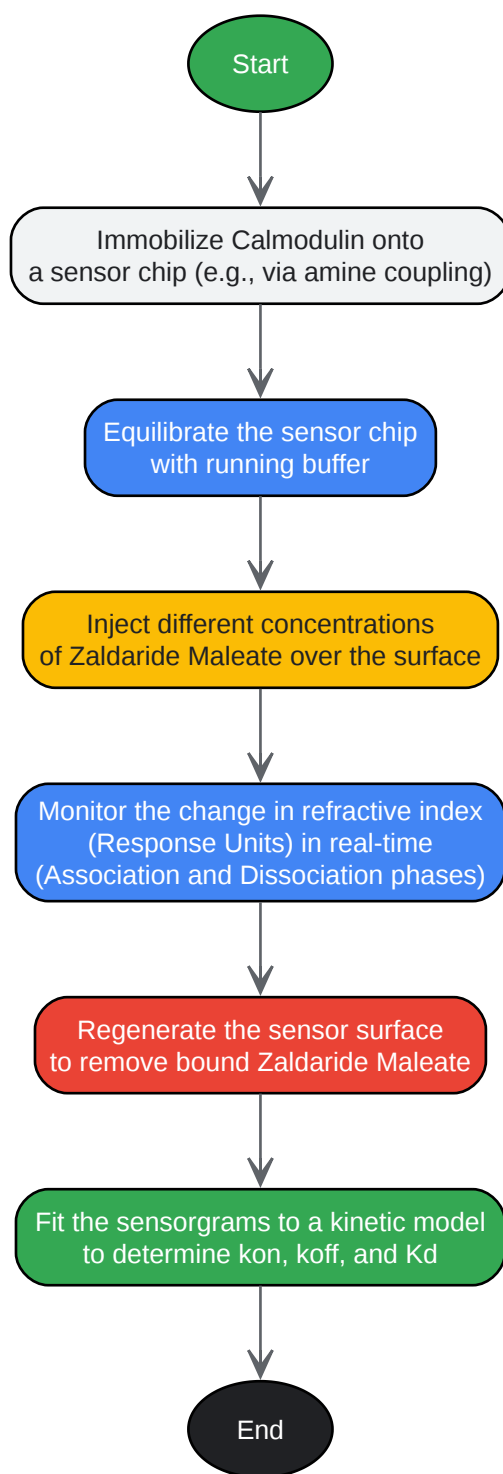 Start
Immobilize Calmodulin onto
a sensor chip (e.g., via amine coupling)
Equilibrate the sensor chip
with running buffer
Inject different concentrations
of Zaldaride Maleate over the surface
Monitor the change in refractive index
(Response Units) in real-time
(Association and Dissociation phases)
Regenerate the sensor surface
to remove bound Zaldaride Maleate
Fit the sensorgrams to a kinetic model
to determine kon, koff, and Kd
End